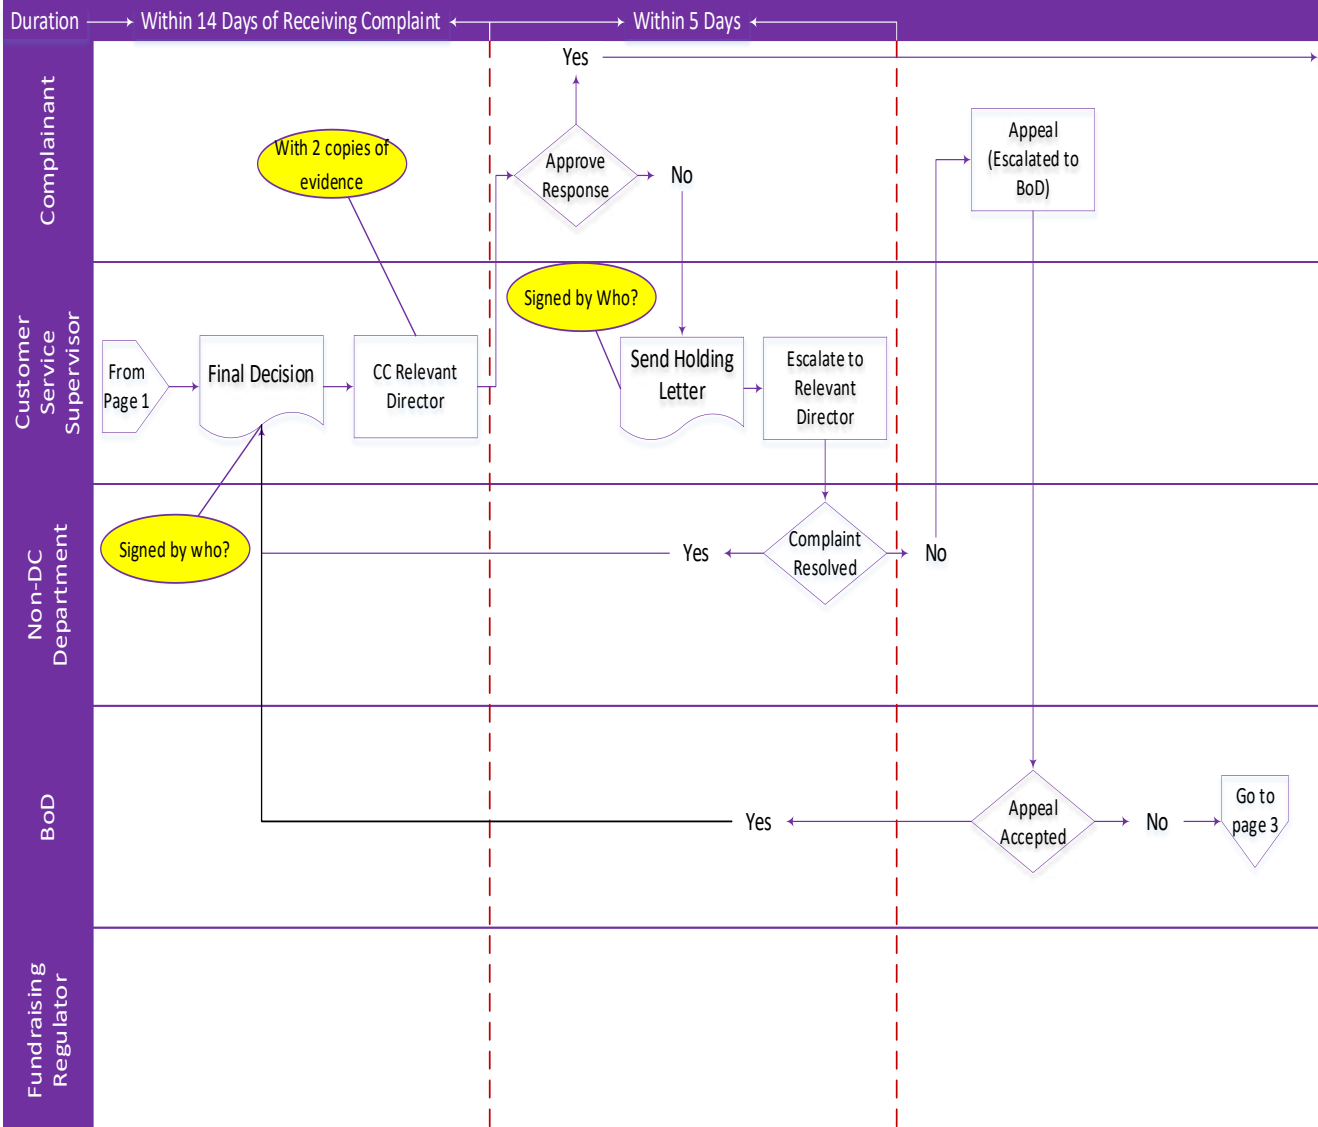 Duration
Within 14 Days of Receiving Complaint
Within 5 Days
Complainant
Yes
With 2 copies of
evidence
Approve
Response
No
Appeal
(Escalated to
BoD)
Customer
Service
Supervisor
From
Page 1
Final Decision
CC Relevant
Director
Signed by Who?
Send Holding
Letter
Escalate to
Relevant
Director
Non-DC
Department
Signed by who?
Yes
Complaint
Resolved
No
BoD
Yes
Appeal
Accepted
No
Go to
page 3
Fundraising
Regulator